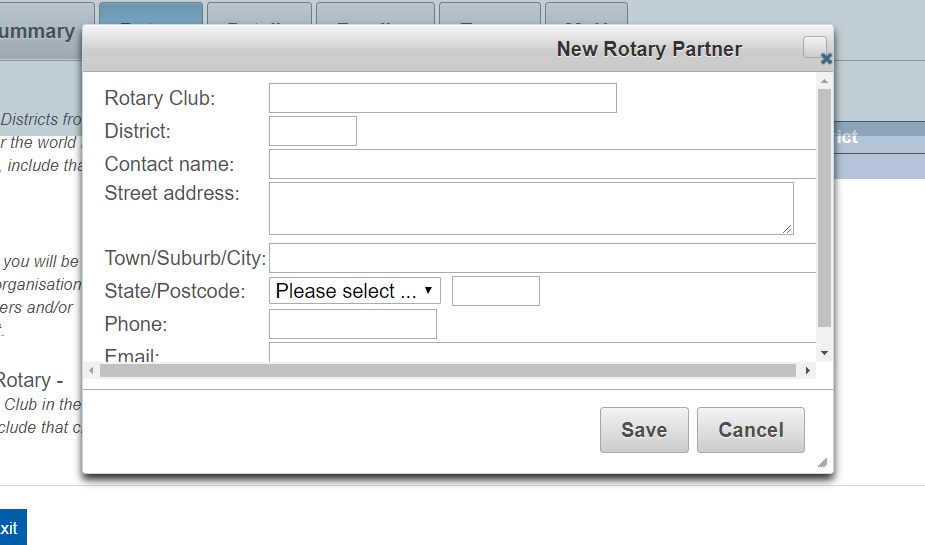 ummary
New Rotary Partner
Rotary Club:
Districts fro
District:
r the world
ict
Contact name:
, include tha
Street address:
Town/Suburb/City:
you will be
State/Postcode: Please select ...
organisation
ers and/or
Phone:
Email:
Rotary -
Club in the
clude that c
Save Cancel
xit